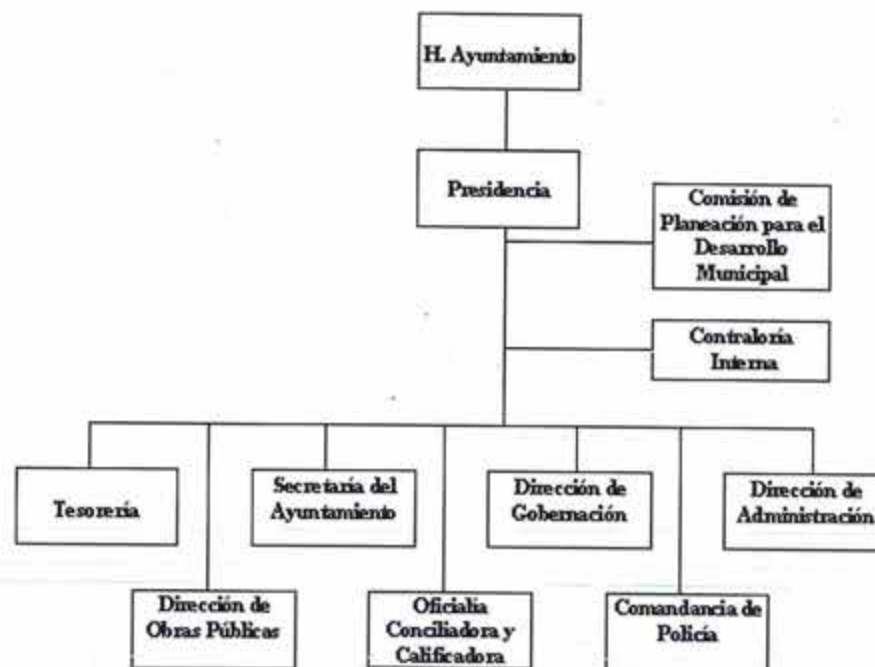 H. Ayuntamiento
Presidencia
Comisión de
Planeación para el
Desarrollo
Municipal
Contraloría
Interna
Tesorería
Secretaría del
Ayuntamiento
Dirección de
Gobernación
Dirección de
Administración
Dirección de
Obras Públicas
Oficialía
Conciliadora y
Calificadora
Comandancia de
Policía